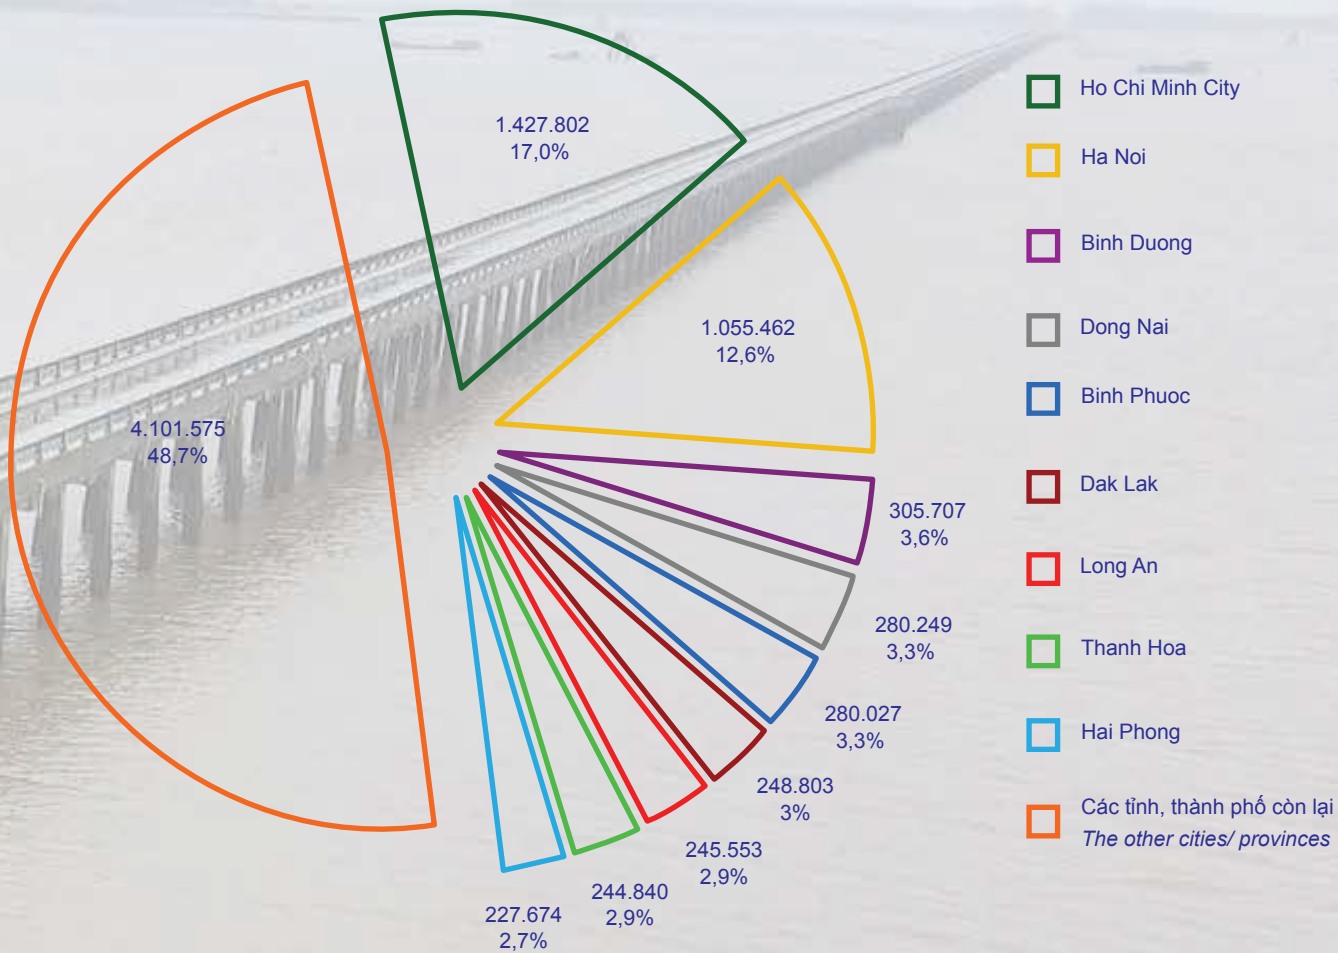 1.427.802
17,0%
1.055.462
12,6%
4.101.575
48,7%
305.707
3,6%
280.249
3,3%
280.027
3,3%
248.803
3%
245.553
2,9%
244.840
2,9%
227.674
2,7%
Ho Chi Minh City
Ha Noi
Binh Duong
Dong Nai
Binh Phuoc
Dak Lak
Long An
Thanh Hoa
Hai Phong
Các tỉnh, thành phố còn lại
The other cities/ provinces